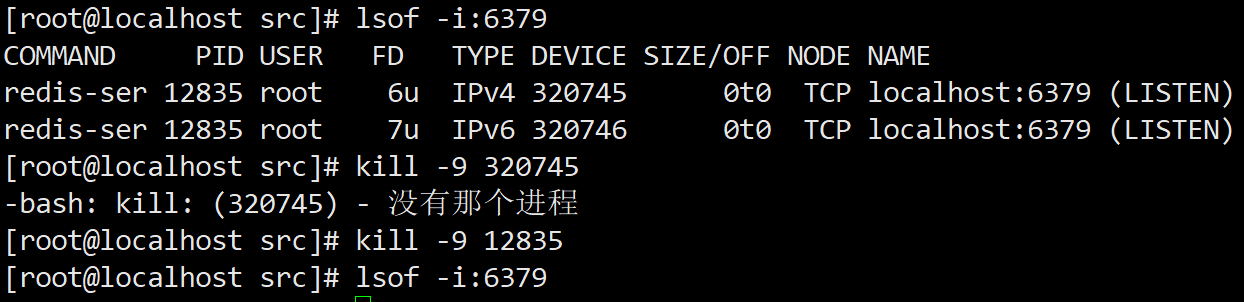 [root@localhost src]# lsof -i:6379
COMMAND     PID USER   FD   TYPE DEVICE SIZE/OFF NODE NAME
redis-ser 12835 root    6u  IPv4 320745      0t0  TCP localhost:6379 (LISTEN)
redis-ser 12835 root    7u  IPv6 320746      0t0  TCP localhost:6379 (LISTEN)
[root@localhost src]# kill -9 320745
-bash: kill: (320745) - 没有那个进程
[root@localhost src]# kill -9 12835
[root@localhost src]# lsof -i:6379